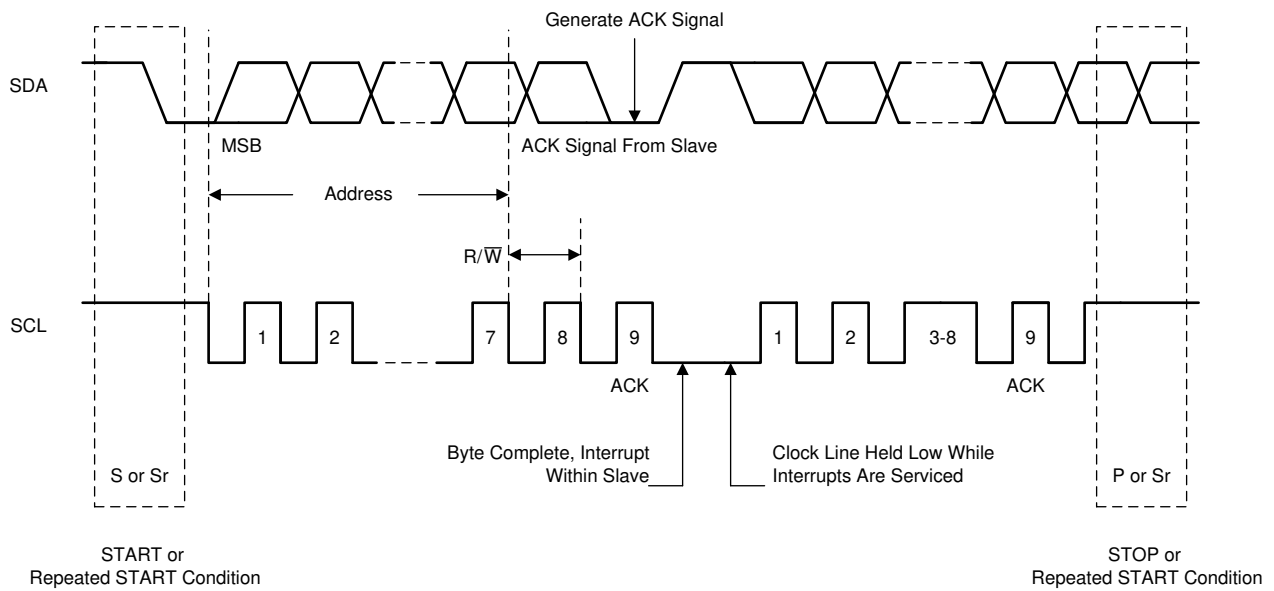 Generate ACK Signal
SDA
MSB
ACK Signal From Slave
Address
R/W̅
SCL
1
2
7
8
9
1
2
3-8
9
ACK
ACK
Byte Complete, Interrupt
Within Slave
Clock Line Held Low While
Interrupts Are Serviced
S or Sr
P or Sr
START or
Repeated START Condition
STOP or
Repeated START Condition